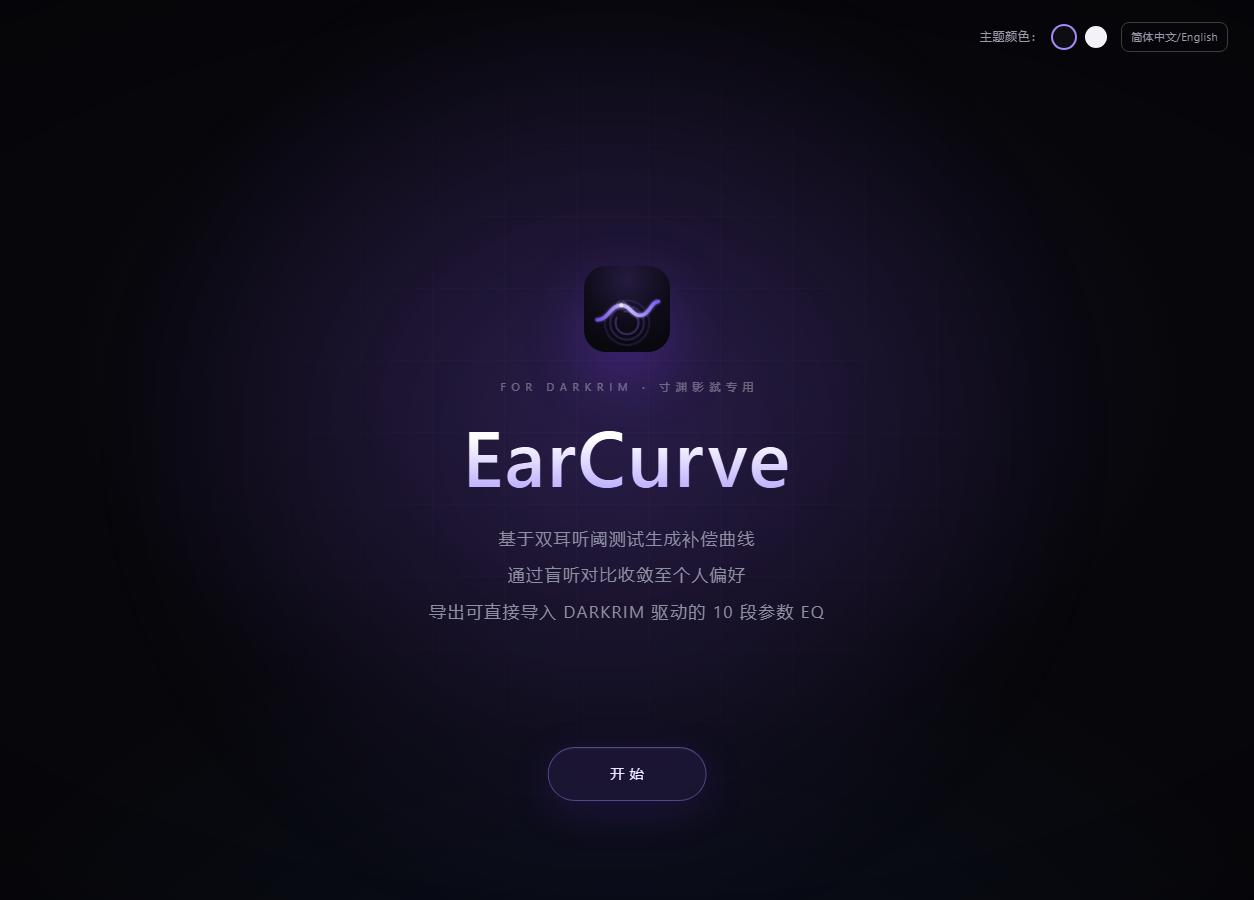 主题颜色：
简体中文/English
FOR DARKRIM · 寸渊影弑专用
EarCurve
基于双耳听阈测试生成补偿曲线
通过盲听对比收敛至个人偏好
导出可直接导入 DARKRIM 驱动的 10 段参数 EQ
开始